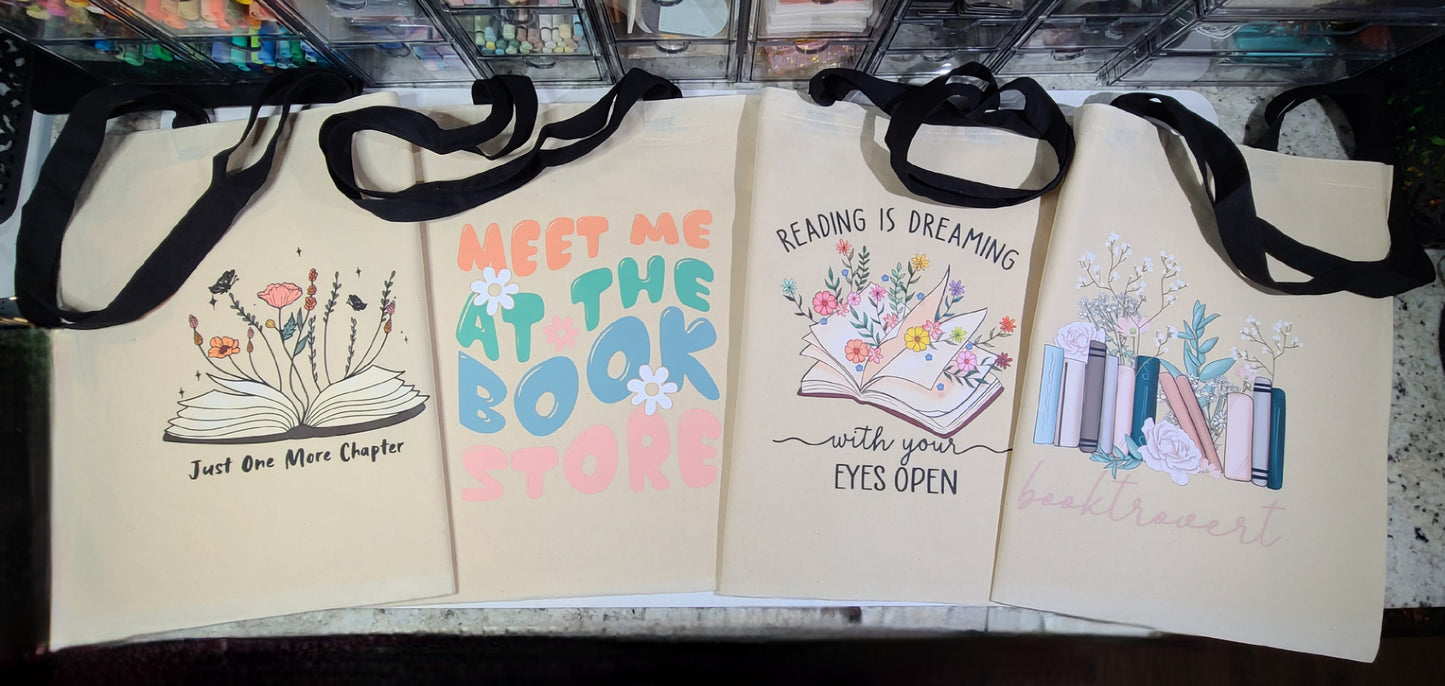 Just One More Chapter
MEET ME
AT THE
BOOK
STORE
READING IS DREAMING
with your
EYES OPEN
booktrovert